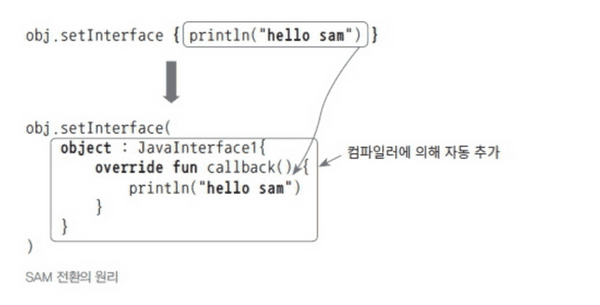 obj.setInterface { println("hello sam") }
obj.setInterface(
object : JavaInterface1{
override fun callback() {
컴파일러에 의해 자동 추가
println("hello sam")
}
}
)
SAM 전환의 원리